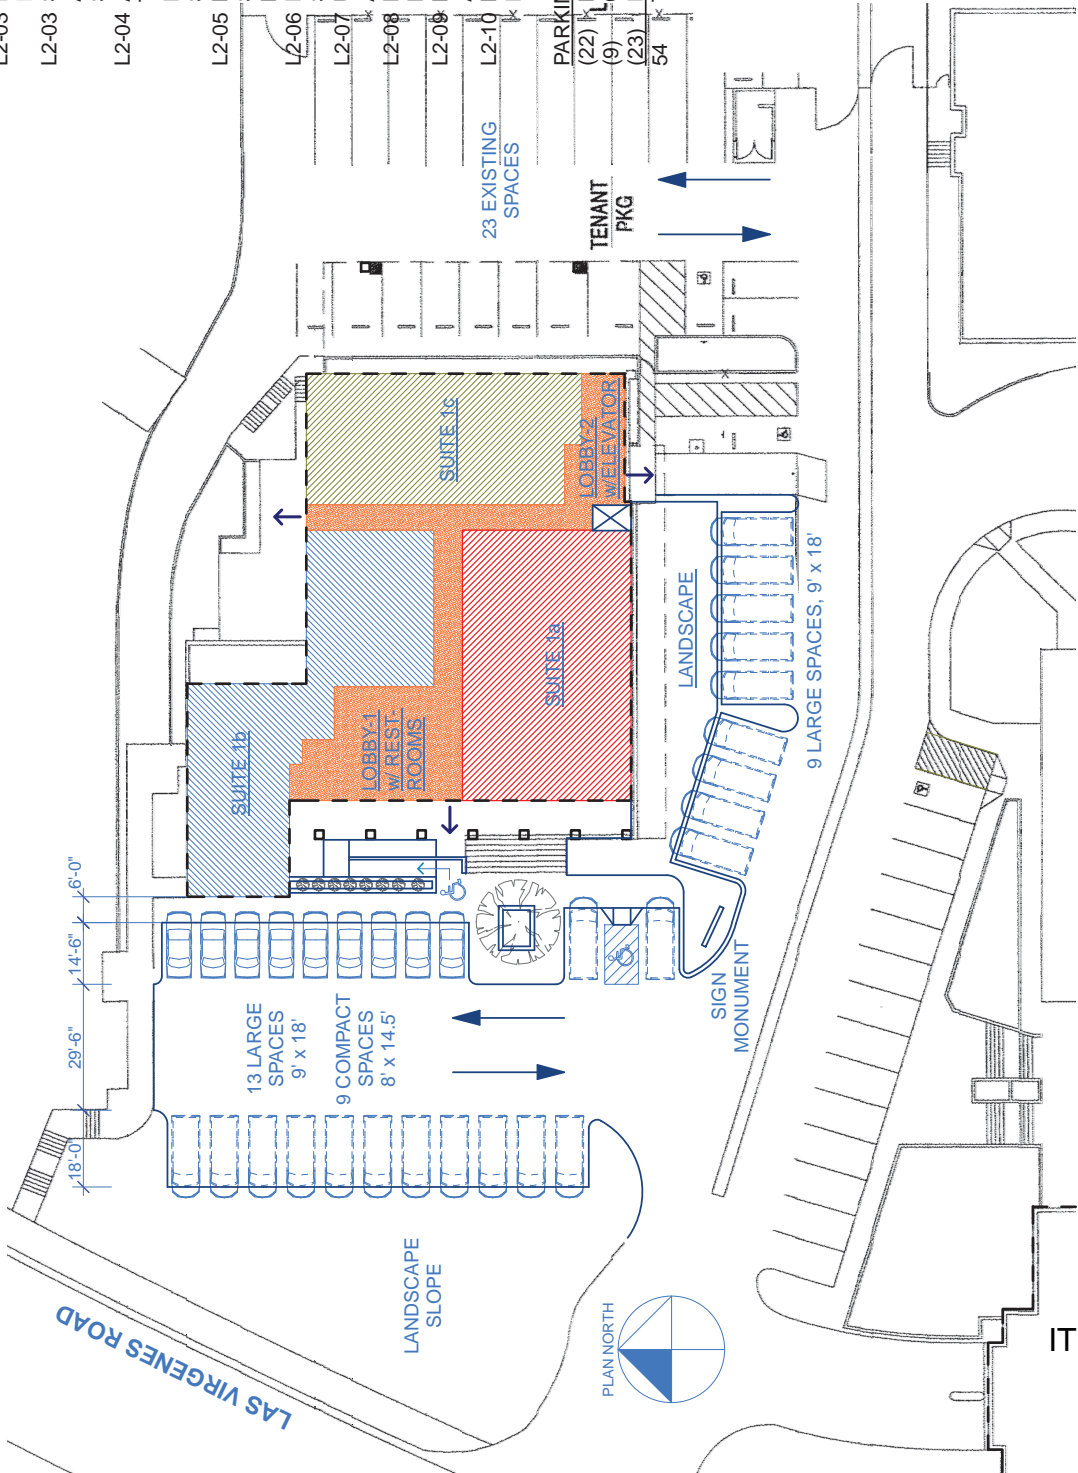 L2-03
L2-04
L2-05
L2-06
L2-07
L2-08
L2-09
L2-10
(22)
(9)
(23)
54
23 EXISTING
SPACES
TENANT
PKG
SUITE 1c
LOBBY-2
w/ELEVATOR
SUITE 1b
LOBBY-1
w/ REST-
ROOMS
SUITE 1a
LANDSCAPE
9 LARGE SPACES, 9' x 18'
6'-0"
14'-6"
29'-6"
18'-0"
13 LARGE
SPACES
9' x 18'
9 COMPACT
SPACES
8' x 14.5'
SIGN
MONUMENT
LANDSCAPE
SLOPE
LAS VIRGENES ROAD
PLAN NORTH
IT